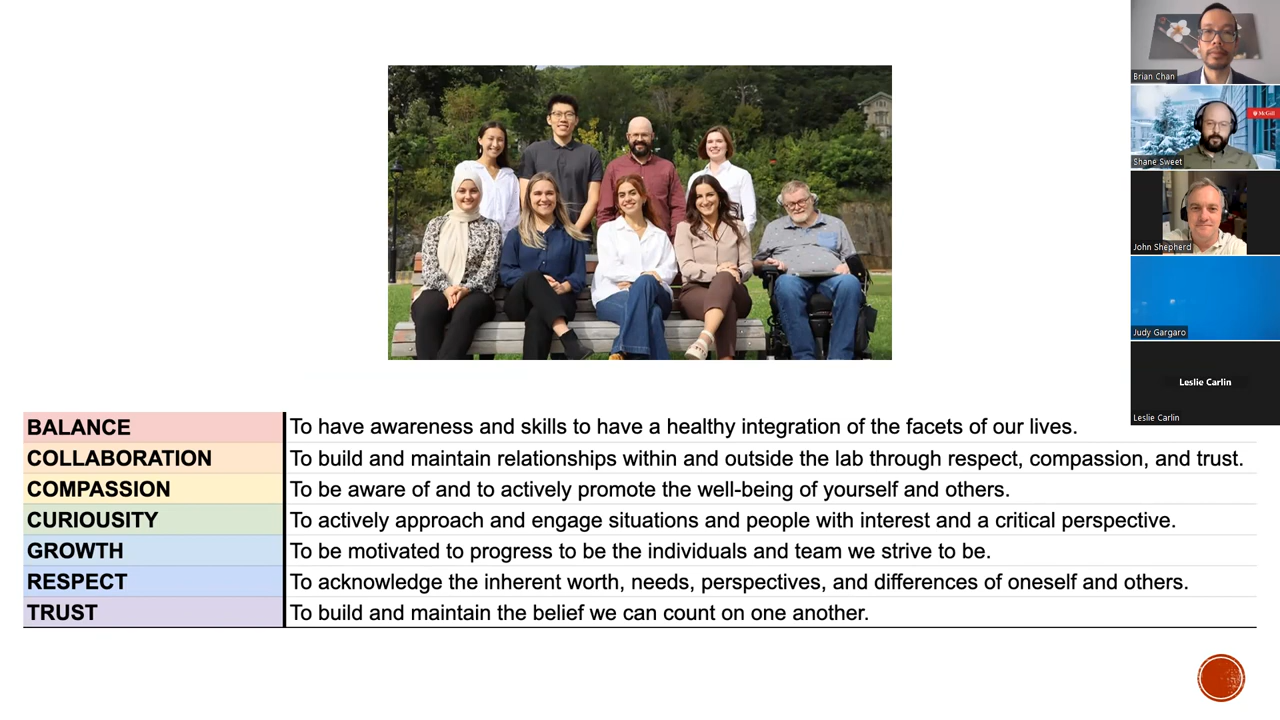 Brian Chan
McGill
Shane Sweet
John Shepherd
Judy Gargaro
Leslie Carlin
Leslie Carlin
BALANCE To have awareness and skills to have a healthy integration of the facets of our lives.
COLLABORATION To build and maintain relationships within and outside the lab through respect, compassion, and trust.
COMPASSION To be aware of and to actively promote the well-being of yourself and others.
CURIOUSITY To actively approach and engage situations and people with interest and a critical perspective.
GROWTH To be motivated to progress to be the individuals and team we strive to be.
RESPECT To acknowledge the inherent worth, needs, perspectives, and differences of oneself and others.
TRUST To build and maintain the belief we can count on one another.